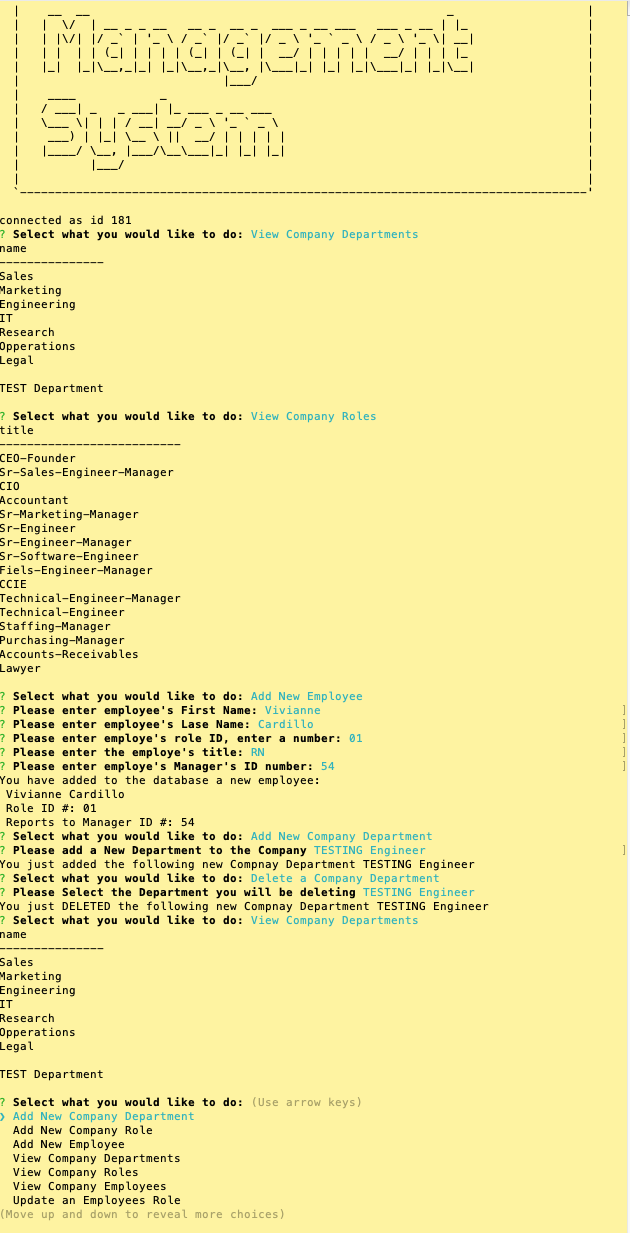 Management
System
connected as id 181
? Select what you would like to do: View Company Departments
name
---------------
Sales
Marketing
Engineering
IT
Research
Opperations
Legal
TEST Department
? Select what you would like to do: View Company Roles
title
--------------------------
CEO-Founder
Sr-Sales-Engineer-Manager
CIO
Accountant
Sr-Marketing-Manager
Sr-Engineer
Sr-Engineer-Manager
Sr-Software-Engineer
Fiels-Engineer-Manager
CCIE
Technical-Engineer-Manager
Technical-Engineer
Staffing-Manager
Purchasing-Manager
Accounts-Receivables
Lawyer
? Select what you would like to do: Add New Employee
? Please enter employee's First Name: Vivianne
? Please enter employee's Lase Name: Cardillo
? Please enter employe's role ID, enter a number: 01
? Please enter the employe's title: RN
? Please enter employe's Manager's ID number: 54
You have added to the database a new employee:
Vivianne Cardillo
Role ID #: 01
Reports to Manager ID #: 54
? Select what you would like to do: Add New Company Department
? Please add a New Department to the Company TESTING Engineer
You just added the following new Compnay Department TESTING Engineer
? Select what you would like to do: Delete a Company Department
? Please Select the Department you will be deleting TESTING Engineer
You just DELETED the following new Compnay Department TESTING Engineer
? Select what you would like to do: View Company Departments
name
---------------
Sales
Marketing
Engineering
IT
Research
Opperations
Legal
TEST Department
? Select what you would like to do: (Use arrow keys)
❯ Add New Company Department
Add New Company Role
Add New Employee
View Company Departments
View Company Roles
View Company Employees
Update an Employees Role
(Move up and down to reveal more choices)